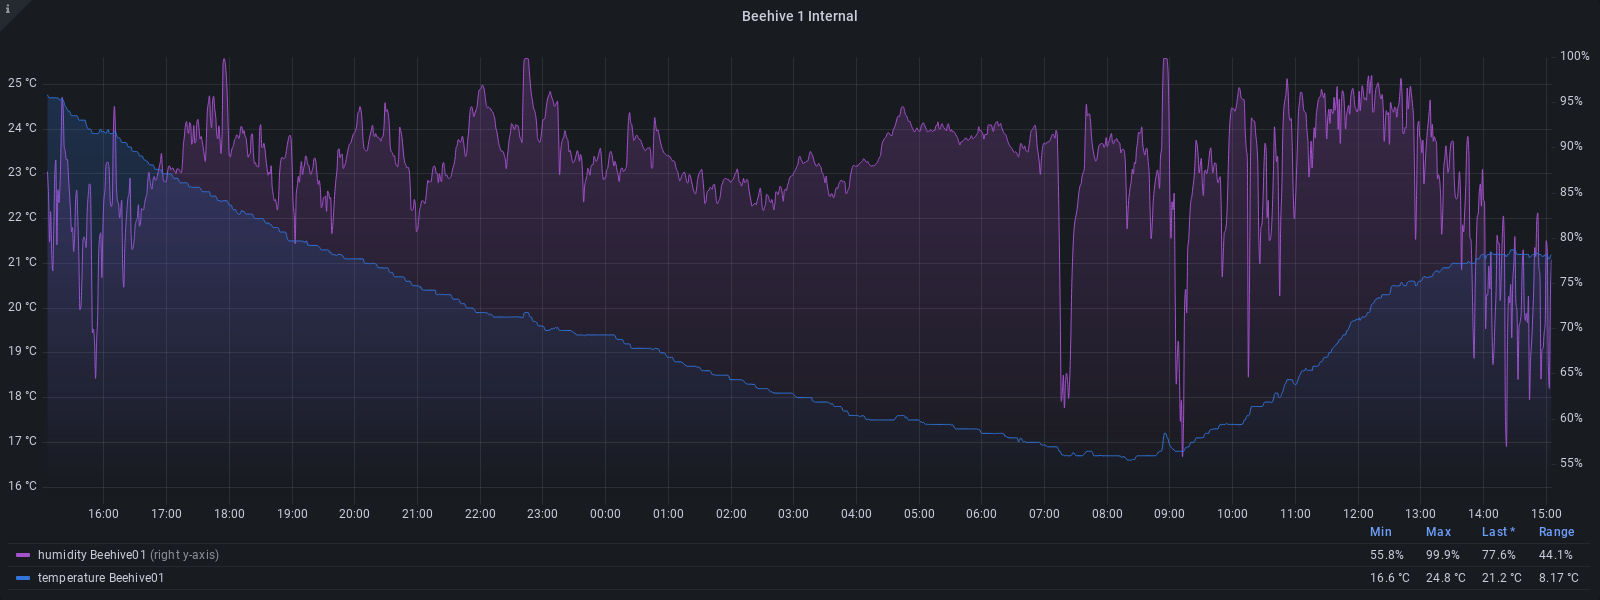 i
Beehive 1 Internal
100%
25 °C
95%
24 °C
90%
23 °C
85%
22 °C
80%
21 °C
75%
20 °C
70%
19 °C
65%
18 °C
60%
17 °C
55%
16 °C
16:00 17:00 18:00 19:00 20:00 21:00 22:00 23:00 00:00 01:00 02:00 03:00 04:00 05:00 06:00 07:00 08:00 09:00 10:00 11:00 12:00 13:00 14:00 15:00
Min Max Last * Range
humidity Beehive01 (right y-axis) 55.8% 99.9% 77.6% 44.1%
temperature Beehive01 16.6 °C 24.8 °C 21.2 °C 8.17 °C